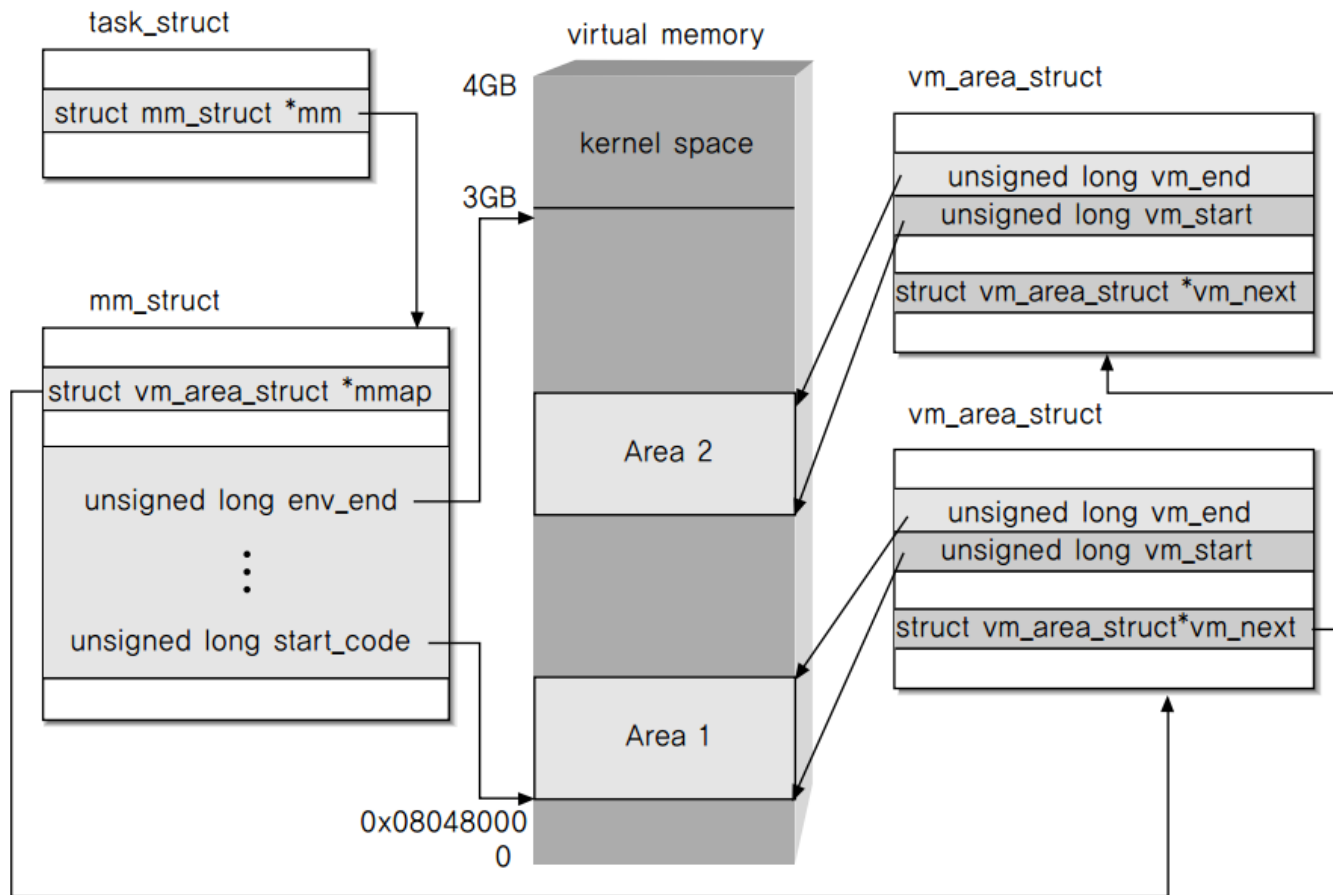 task_struct
struct mm_struct *mm
mm_struct
struct vm_area_struct *mmap
unsigned long env_end
unsigned long start_code
virtual memory
4GB
kernel space
3GB
Area 2
Area 1
0x08048000
0
vm_area_struct
unsigned long vm_end
unsigned long vm_start
struct vm_area_struct *vm_next
vm_area_struct
unsigned long vm_end
unsigned long vm_start
struct vm_area_struct*vm_next